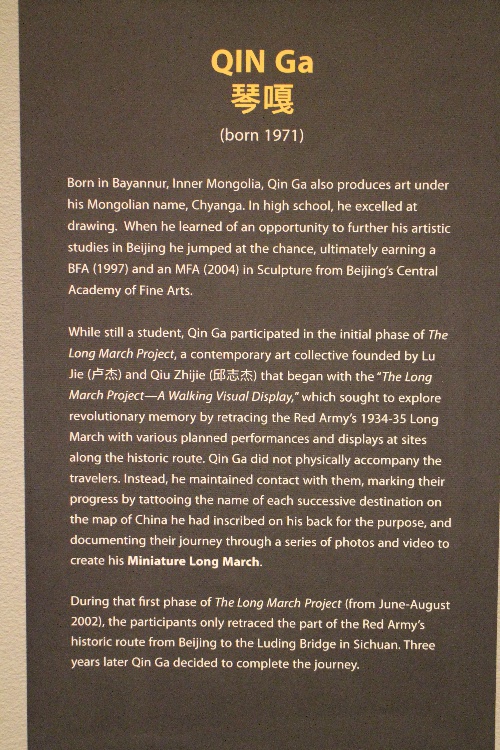 QIN Ga
琴嘎
(born 1971)
Born in Bayannur, Inner Mongolia, Qin Ga also produces art under
his Mongolian name, Chyanga. In high school, he excelled at
drawing. When he learned of an opportunity to further his artistic
studies in Beijing he jumped at the chance, ultimately earning a
BFA (1997) and an MFA (2004) in Sculpture from Beijing's Central
Academy of Fine Arts.
While still a student, Qin Ga participated in the initial phase of The
Long March Project, a contemporary art collective founded by Lu
Jie (卢杰) and Qiu Zhijie (邱志杰) that began with the "The Long
March Project—A Walking Visual Display," which sought to explore
revolutionary memory by retracing the Red Army's 1934-35 Long
March with various planned performances and displays at sites
along the historic route. Qin Ga did not physically accompany the
travelers. Instead, he maintained contact with them, marking their
progress by tattooing the name of each successive destination on
the map of China he had inscribed on his back for the purpose, and
documenting their journey through a series of photos and video to
create his Miniature Long March.
During that first phase of The Long March Project (from June-August
2002), the participants only retraced the part of the Red Army's
historic route from Beijing to the Luding Bridge in Sichuan. Three
years later Qin Ga decided to complete the journey.